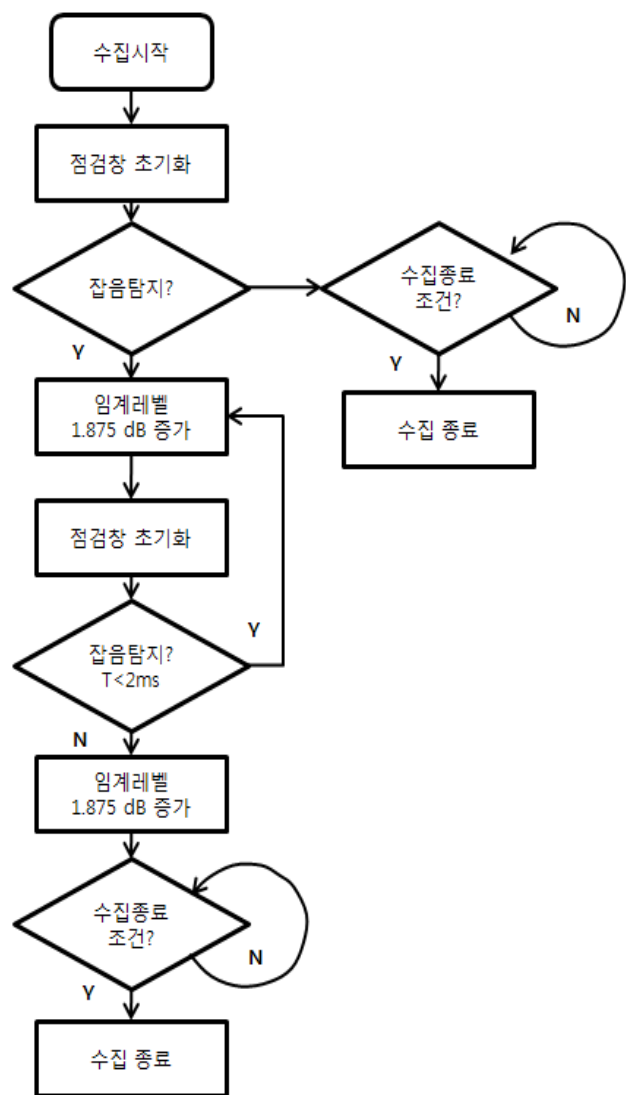 수집시작
점검창 초기화
잡음탐지?
수집종료
조건?
N
Y
Y
임계레벨
1.875 dB 증가
수집 종료
점검창 초기화
잡음탐지?
T<2ms
Y
N
임계레벨
1.875 dB 증가
수집종료
조건?
N
Y
수집 종료